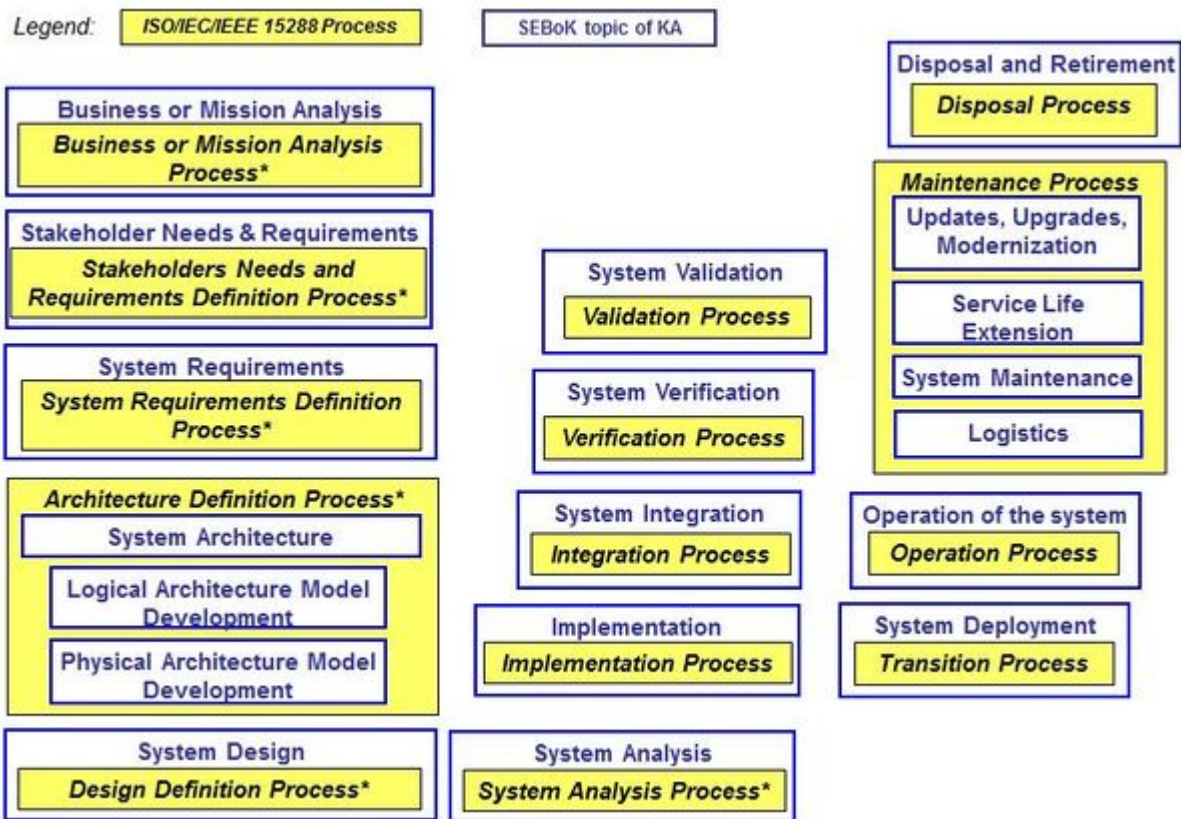 Legend:
ISO/IEC/IEEE 15288 Process
SEBoK topic of KA
Business or Mission Analysis
Business or Mission Analysis
Process*
Stakeholder Needs & Requirements
Stakeholders Needs and
Requirements Definition Process*
System Requirements
System Requirements Definition
Process*
Architecture Definition Process*
System Architecture
Logical Architecture Model
Development
Physical Architecture Model
Development
System Design
Design Definition Process*
System Validation
Validation Process
System Verification
Verification Process
System Integration
Integration Process
Implementation
Implementation Process
System Analysis
System Analysis Process*
Disposal and Retirement
Disposal Process
Maintenance Process
Updates, Upgrades,
Modernization
Service Life
Extension
System Maintenance
Logistics
Operation of the system
Operation Process
System Deployment
Transition Process